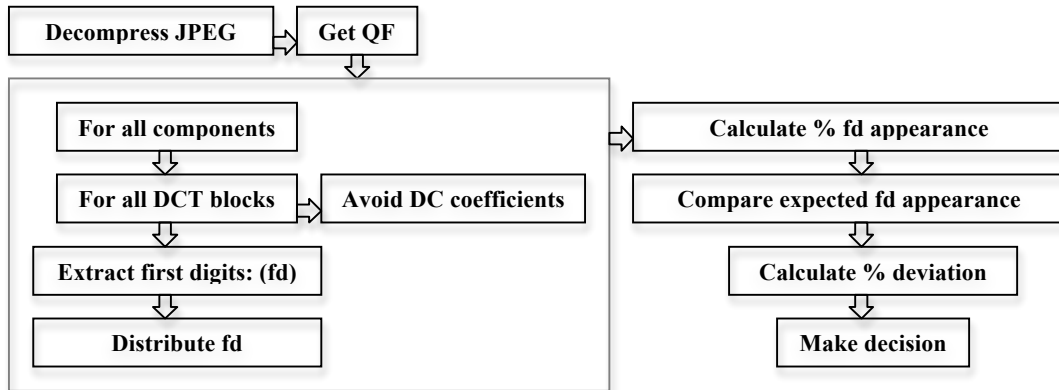 Decompress JPEG
Get QF
For all components
For all DCT blocks
Avoid DC coefficients
Extract first digits: (fd)
Distribute fd
Calculate % fd appearance
Compare expected fd appearance
Calculate % deviation
Make decision